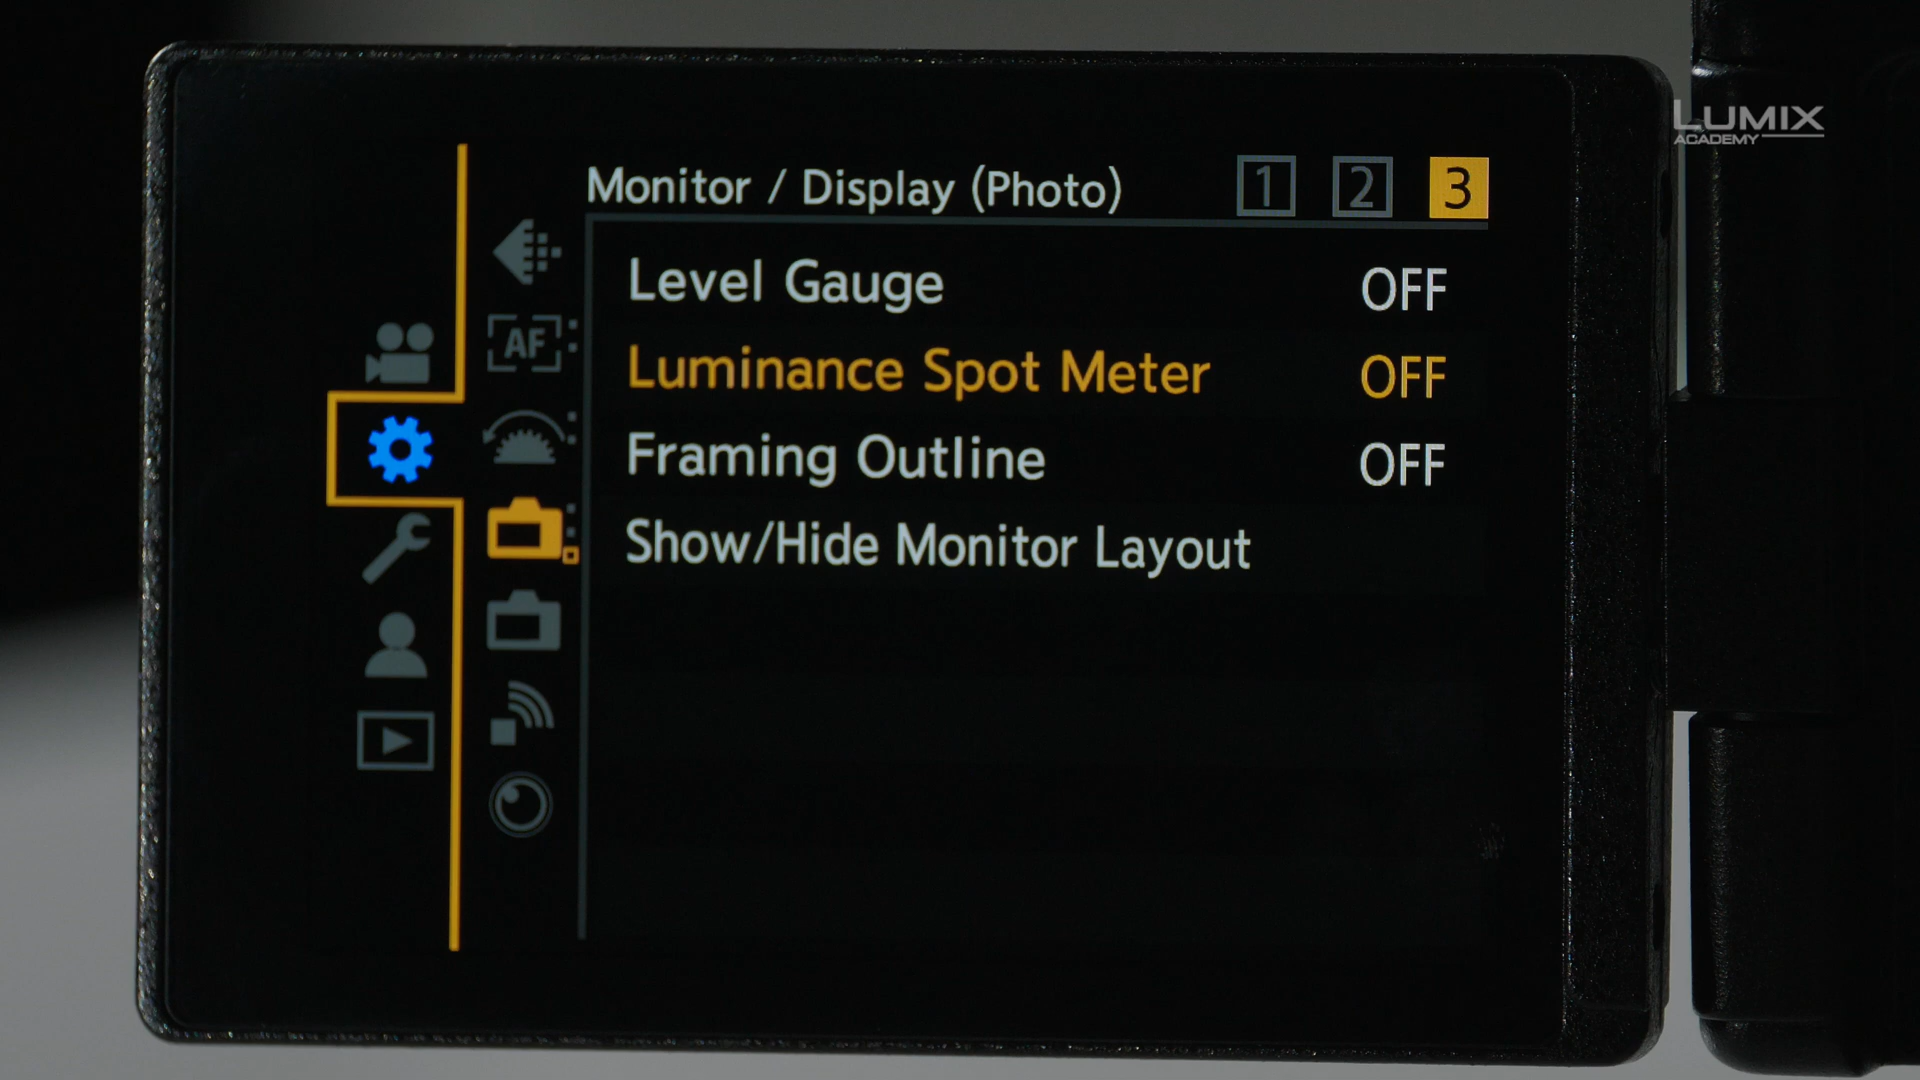 LUMIX
ACADEMY
Monitor / Display (Photo) 1 2 3
Level Gauge OFF
AF
Luminance Spot Meter OFF
Framing Outline OFF
Show/Hide Monitor Layout